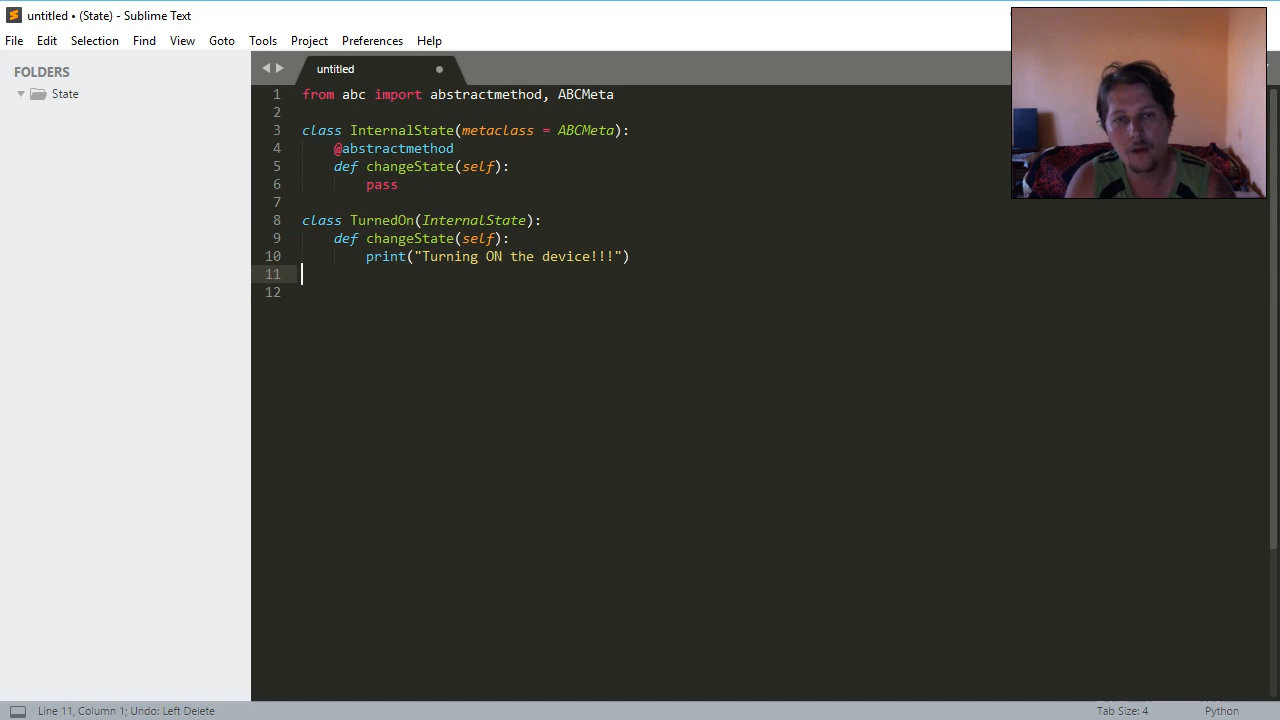 untitled • (State) - Sublime Text
File Edit Selection Find View Goto Tools Project Preferences Help
FOLDERS
State
untitled
1 from abc import abstractmethod, ABCMeta
2
3 class InternalState(metaclass = ABCMeta):
4 @abstractmethod
5 def changeState(self):
6 pass
7
8 class TurnedOn(InternalState):
9 def changeState(self):
10 print("Turning ON the device!!!")
11
12
Line 11, Column 1; Undo: Left Delete
Tab Size: 4
Python